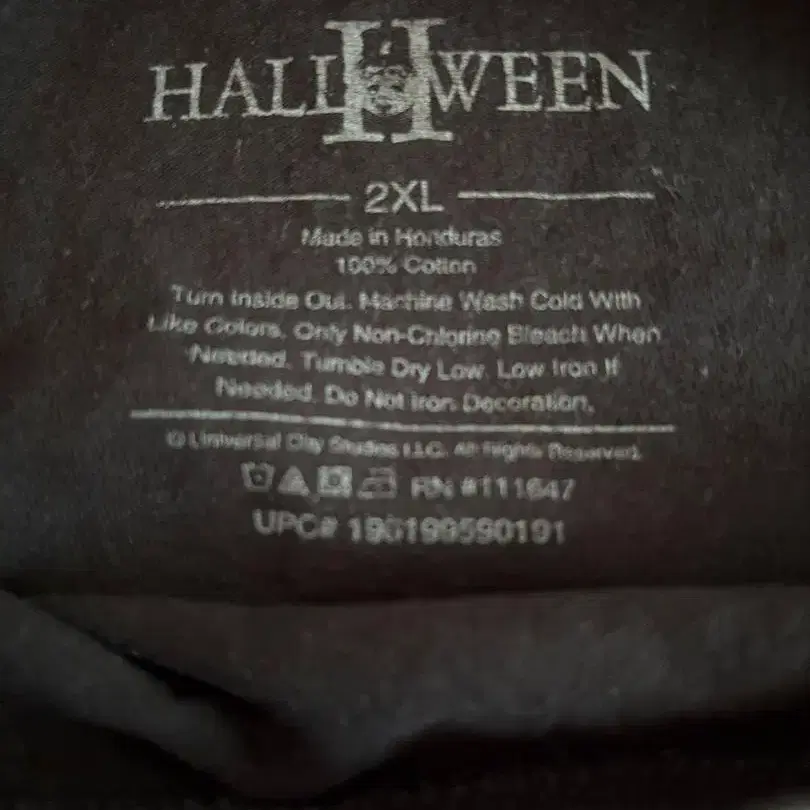 HALLOWEEN
2XL
Made in Honduras
100% Cotton
Turn Inside Out. Machine Wash Cold With
Like Colors. Only Non-Chlorine Bleach When
Needed. Tumble Dry Low. Low Iron If
Needed. Do Not Iron Decoration.
© Universal City Studios LLC. All Rights Reserved.
RN #111647
UPC# 190199590191